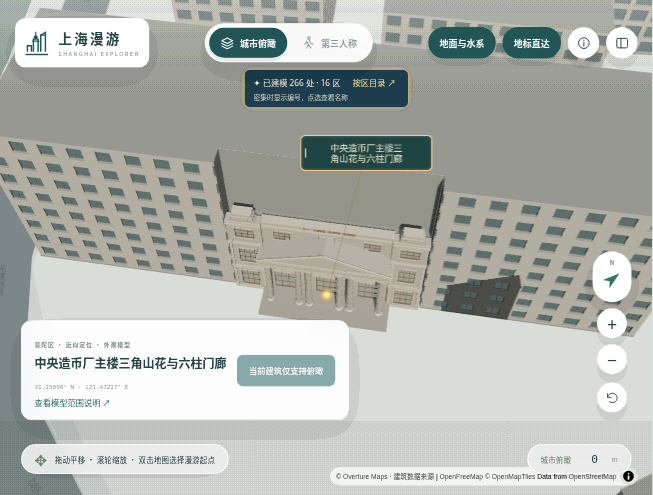 上海漫游
SHANGHAI EXPLORER
城市俯瞰
第三人称
地面与水系
地标直达
✦ 已建模 266 处 · 16 区 按区目录 ↗
密集时显示编号，点选查看名称
中央造币厂主楼三
角山花与六柱门廊
N
普陀区 · 近似定位 · 外观模型
中央造币厂主楼三角山花与六柱门廊
当前建筑仅支持俯瞰
31.25096° N · 121.43227° E
查看模型范围说明 ↗
拖动平移 · 滚轮缩放 · 双击地图选择漫游起点
城市俯瞰 0 m
© Overture Maps · 建筑数据来源 | OpenFreeMap © OpenMapTiles Data from OpenStreetMap